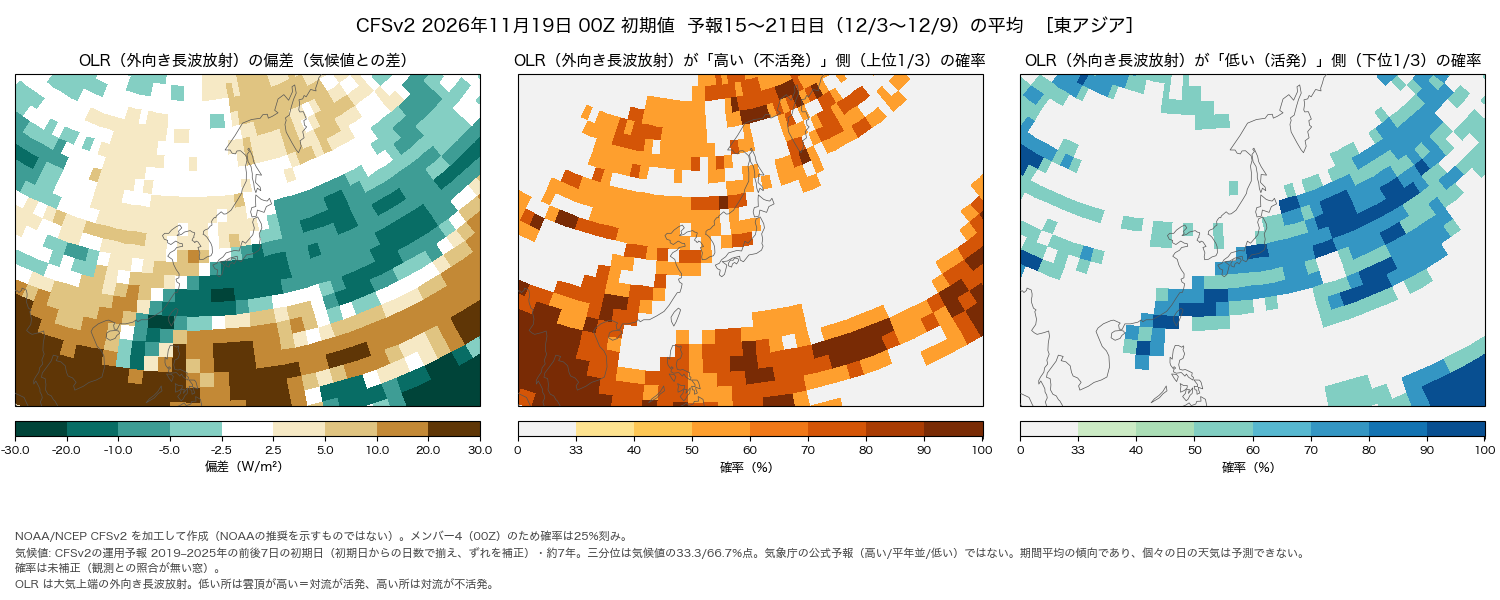 CFSv2 2026年11月19日 00Z 初期値　予報15～21日目（12/3～12/9）の平均　［東アジア］
OLR（外向き長波放射）の偏差（気候値との差）
OLR（外向き長波放射）が「高い（不活発）」側（上位1/3）の確率
OLR（外向き長波放射）が「低い（活発）」側（下位1/3）の確率
-30.0 -20.0 -10.0 -5.0 -2.5 2.5 5.0 10.0 20.0 30.0
偏差（W/m²）
0 33 40 50 60 70 80 90 100
確率（%）
0 33 40 50 60 70 80 90 100
確率（%）
NOAA/NCEP CFSv2 を加工して作成（NOAAの推奨を示すものではない）。メンバー4（00Z）のため確率は25%刻み。
気候値: CFSv2の運用予報 2019–2025年の前後7日の初期日（初期日からの日数で揃え、ずれを補正）・約7年。三分位は気候値の33.3/66.7%点。気象庁の公式予報（高い/平年並/低い）ではない。期間平均の傾向であり、個々の日の天気は予測できない。
確率は未補正（観測との照合が無い窓）。
OLR は大気上端の外向き長波放射。低い所は雲頂が高い＝対流が活発、高い所は対流が不活発。